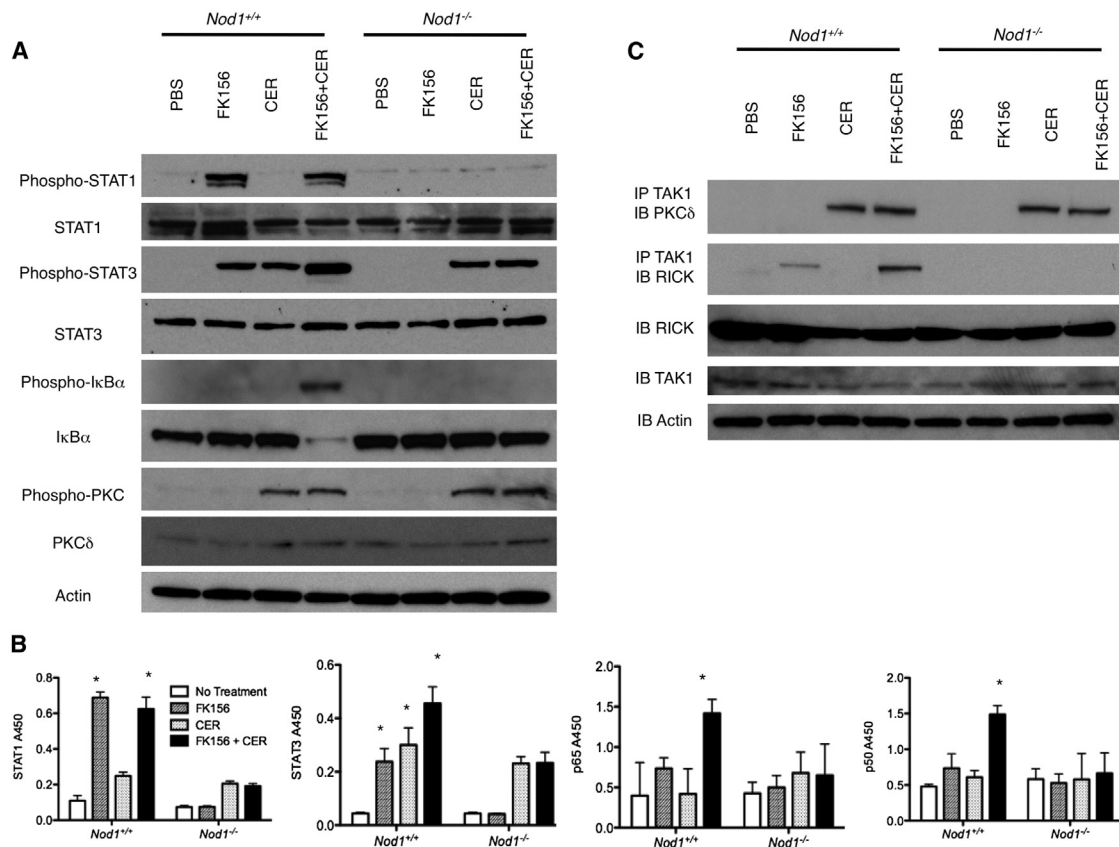 A
Nod1+/+
Nod1-/-
PBS
FK156
CER
FK156+CER
PBS
FK156
CER
FK156+CER
Phospho-STAT1
STAT1
Phospho-STAT3
STAT3
Phospho-IκBα
IκBα
Phospho-PKC
PKCδ
Actin
C
Nod1+/+
Nod1-/-
PBS
FK156
CER
FK156+CER
PBS
FK156
CER
FK156+CER
IP TAK1
IB PKCδ
IP TAK1
IB RICK
IB RICK
IB TAK1
IB Actin
B
STAT1 A450
0.8
0.6
0.4
0.2
0.0
*
*
No Treatment
FK156
CER
FK156 + CER
Nod1+/+
Nod1-/-
STAT3 A450
0.6
0.4
0.2
0.0
*
*
*
Nod1+/+
Nod1-/-
p65 A450
2.0
1.5
1.0
0.5
0.0
*
Nod1+/+
Nod1-/-
p50 A450
2.0
1.5
1.0
0.5
0.0
*
Nod1+/+
Nod1-/-